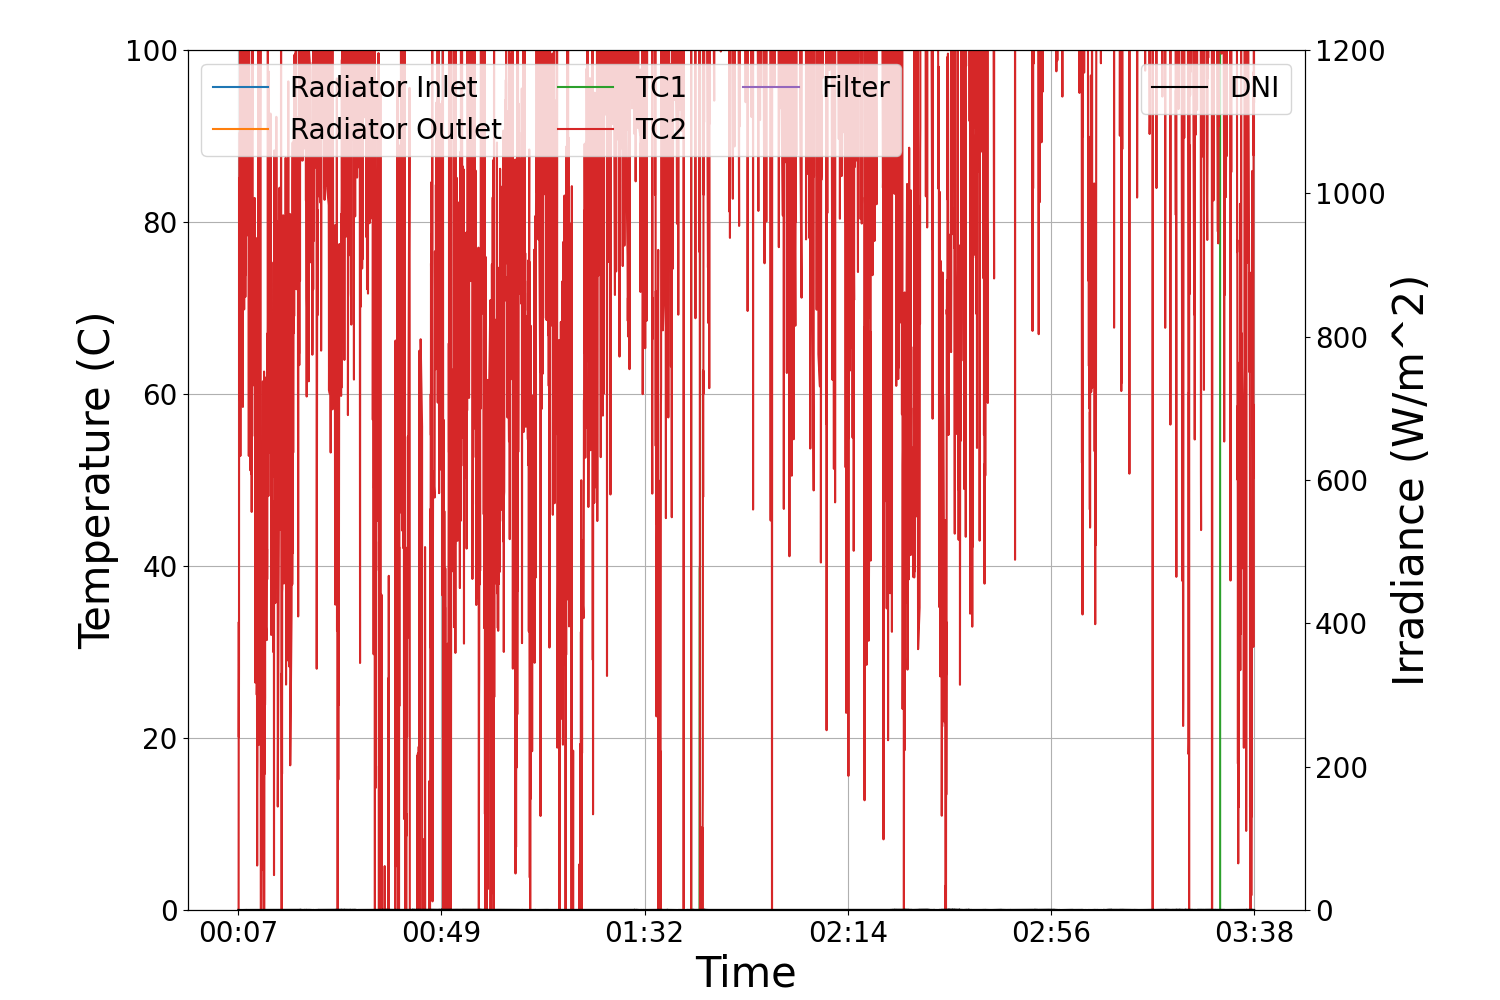 Radiator Inlet
Radiator Outlet
TC1
TC2
Filter
DNI
100
80
60
40
20
0
Temperature (C)
1200
1000
800
600
400
200
0
Irradiance (W/m^2)
00:07 00:49 01:32 02:14 02:56 03:38
Time